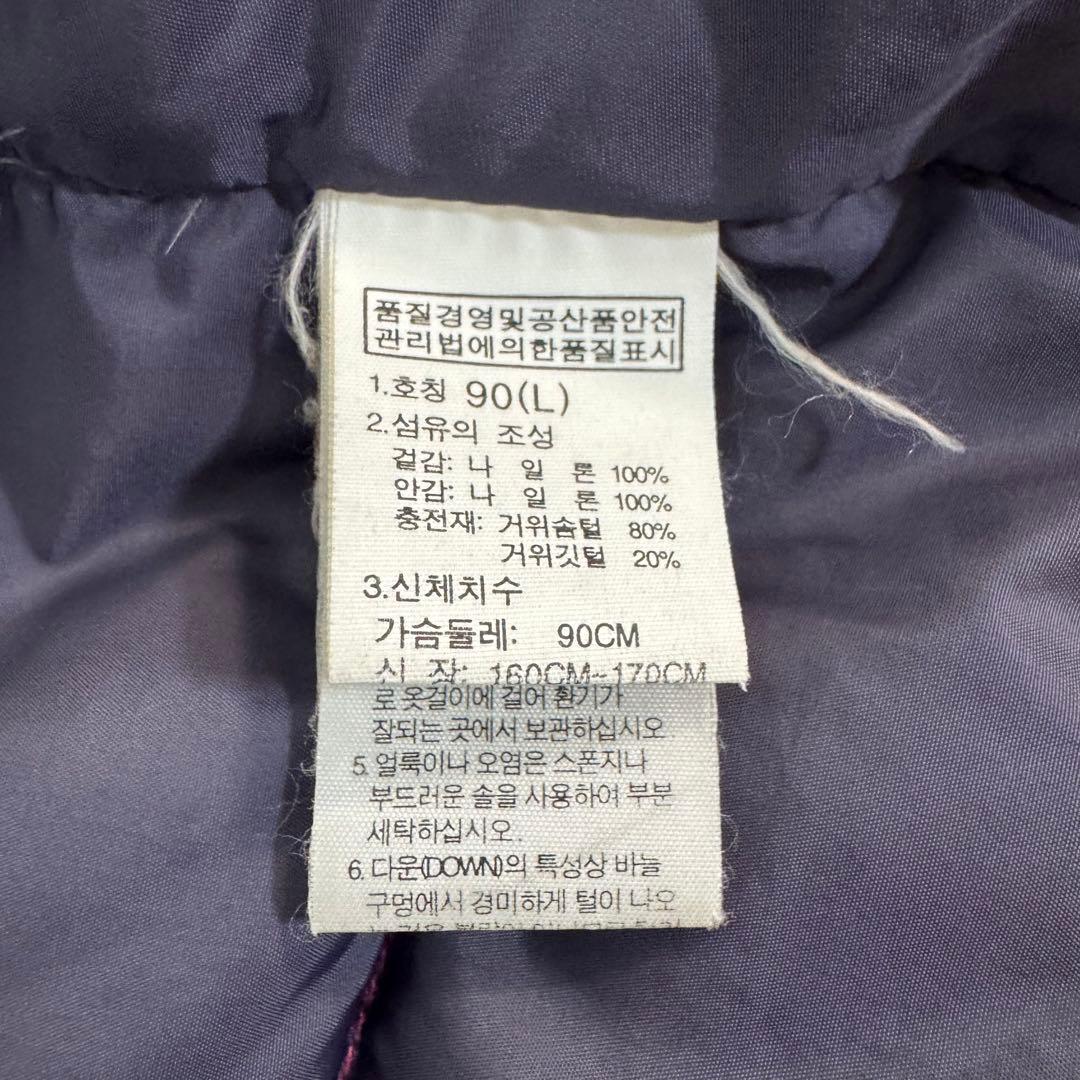 품질경영및공산품안전
관리법에의한품질표시
1.호칭 90(L)
2.섬유의 조성
겉감: 나 일 론 100%
안감: 나 일 론 100%
충전재: 거위솜털 80%
거위깃털 20%
3.신체치수
가슴둘레: 90CM
신 장: 160CM~170CM
로 옷걸이에 걸어 환기가
잘되는 곳에서 보관하십시오.
5. 얼룩이나 오염은 스폰지나
부드러운 솔을 사용하여 부분
세탁하십시오.
6. 다운(DOWN)의 특성상 바늘
구멍에서 경미하게 털이 나오